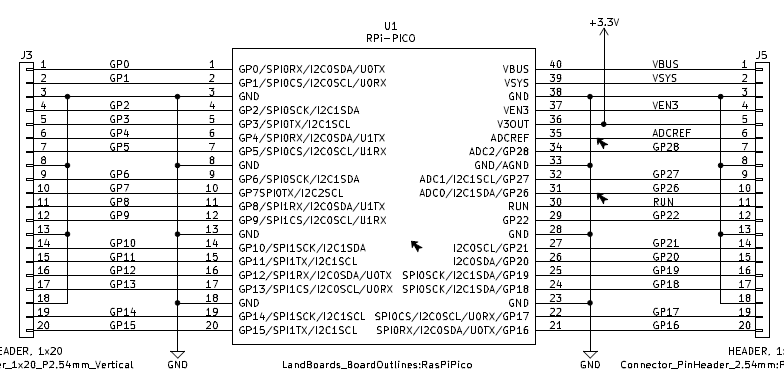 U1
RPi-PICO
+3.3V
J3
J5
1 GP0 1 GP0/SPI0RX/I2C0SDA/U0TX VBUS 40 VBUS 1
2 GP1 2 GP1/SPI0CS/I2C0SCL/U0RX VSYS 39 VSYS 2
3 3 GND GND 38 3
4 GP2 4 GP2/SPI0SCK/I2C1SDA VEN3 37 VEN3 4
5 GP3 5 GP3/SPI0TX/I2C1SCL V3OUT 36 5
6 GP4 6 GP4/SPI0RX/I2C0SDA/U1TX ADCREF 35 ADCREF 6
7 GP5 7 GP5/SPI0CS/I2C0SCL/U1RX ADC2/GP28 34 GP28 7
8 8 GND GND/AGND 33 8
9 GP6 9 GP6/SPI0SCK/I2C1SDA ADC1/I2C1SCL/GP27 32 GP27 9
10 GP7 10 GP7SPI0TX/I2C2SCL ADC0/I2C1SDA/GP26 31 GP26 10
11 GP8 11 GP8/SPI1RX/I2C0SDA/U1TX RUN 30 RUN 11
12 GP9 12 GP9/SPI1CS/I2C0SCL/U1RX GP22 29 GP22 12
13 13 GND GND 28 13
14 GP10 14 GP10/SPI1SCK/I2C1SDA I2C0SCL/GP21 27 GP21 14
15 GP11 15 GP11/SPI1TX/I2C1SCL I2C0SDA/GP20 26 GP20 15
16 GP12 16 GP12/SPI1RX/I2C0SDA/U0TX SPI0SCK/I2C1SDA/GP19 25 GP19 16
17 GP13 17 GP13/SPI1CS/I2C0SCL/U0RX SPI0SCK/I2C1SDA/GP18 24 GP18 17
18 18 GND GND 23 18
19 GP14 19 GP14/SPI1SCK/I2C1SCL SPI0CS/I2C0SCL/U0RX/GP17 22 GP17 19
20 GP15 20 GP15/SPI1TX/I2C1SCL SPI0RX/I2C0SDA/U0TX/GP16 21 GP16 20
EADER, 1x20 HEADER, 1
er_1x20_P2.54mm_Vertical GND LandBoards_BoardOutlines:RasPiPico GND Connector_PinHeader_2.54mm:P